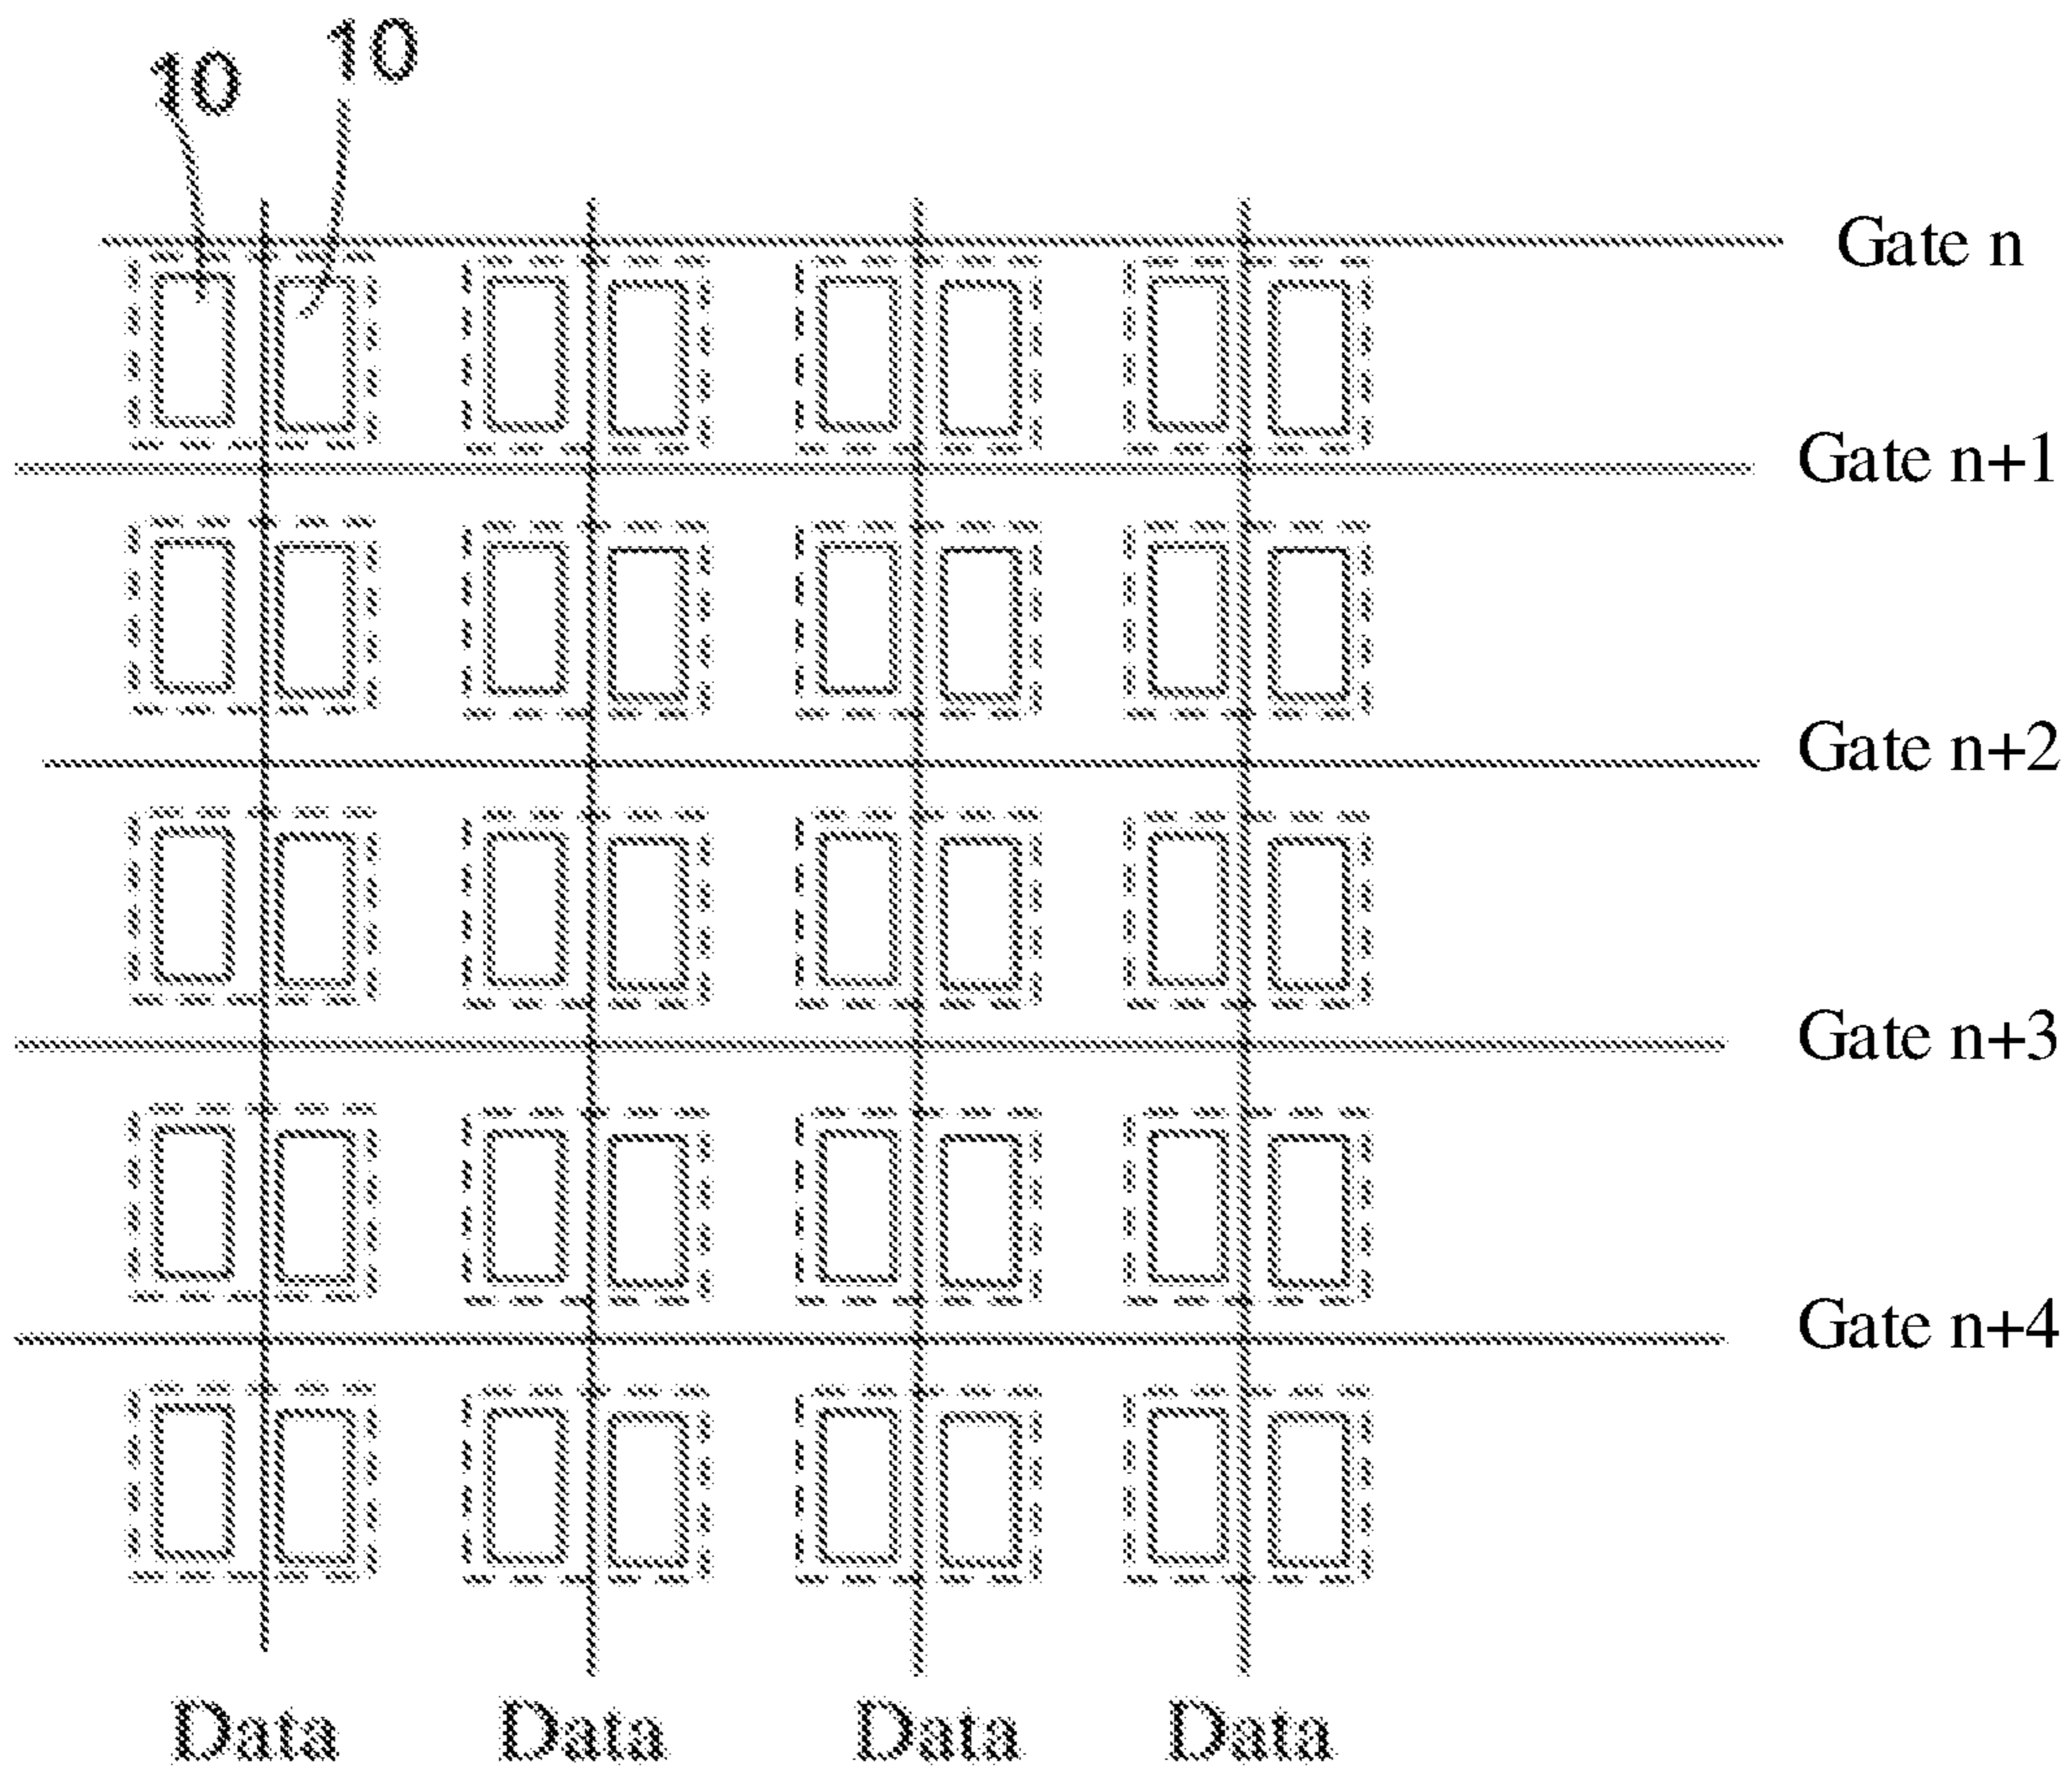 10 10
Gate n
Gate n+1
Gate n+2
Gate n+3
Gate n+4
Data Data Data Data